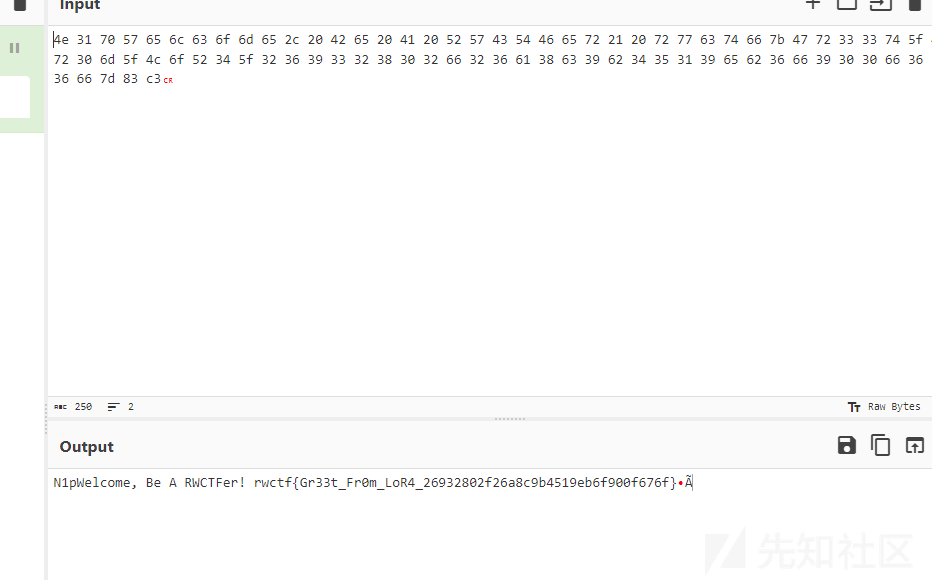 Input
4e 31 70 57 65 6c 63 6f 6d 65 2c 20 42 65 20 41 20 52 57 43 54 46 65 72 21 20 72 77 63 74 66 7b 47 72 33 33 74 5f
72 30 6d 5f 4c 6f 52 34 5f 32 36 39 33 32 38 30 32 66 32 36 61 38 63 39 62 34 35 31 39 65 62 36 66 39 30 30 66 36
36 66 7d 83 c3 CR
ABC 250 2 Tт Raw Bytes
Output
N1pWelcome, Be A RWCTFer! rwctf{Gr33t_Fr0m_LoR4_26932802f26a8c9b4519eb6f900f676f}•Ã
先知社区